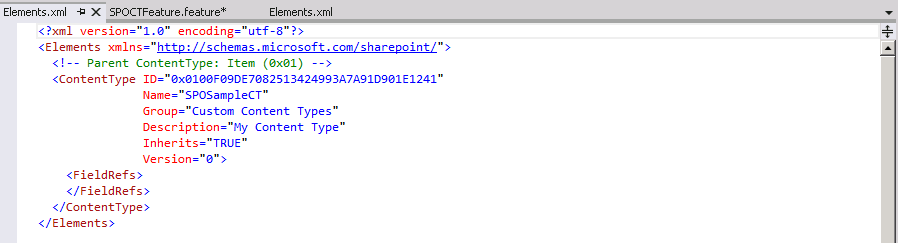 Elements.xml SPOCTFeature.feature* Elements.xml
<?xml version="1.0" encoding="utf-8"?>
<Elements xmlns="http://schemas.microsoft.com/sharepoint/">
<!-- Parent ContentType: Item (0x01) -->
<ContentType ID="0x0100F09DE7082513424993A7A91D901E1241"
Name="SPOSampleCT"
Group="Custom Content Types"
Description="My Content Type"
Inherits="TRUE"
Version="0">
<FieldRefs>
</FieldRefs>
</ContentType>
</Elements>